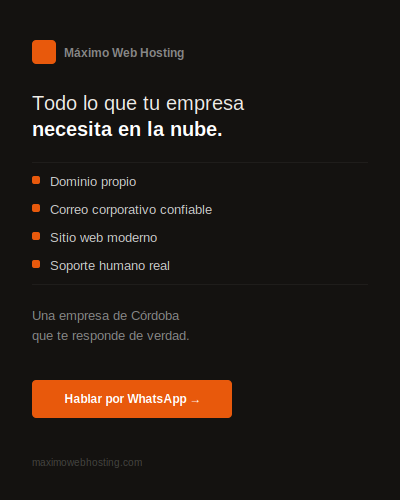 Máximo Web Hosting
Todo lo que tu empresa
necesita en la nube.
Dominio propio
Correo corporativo confiable
Sitio web moderno
Soporte humano real
Una empresa de Córdoba
que te responde de verdad.
Hablar por WhatsApp →
maximowebhosting.com